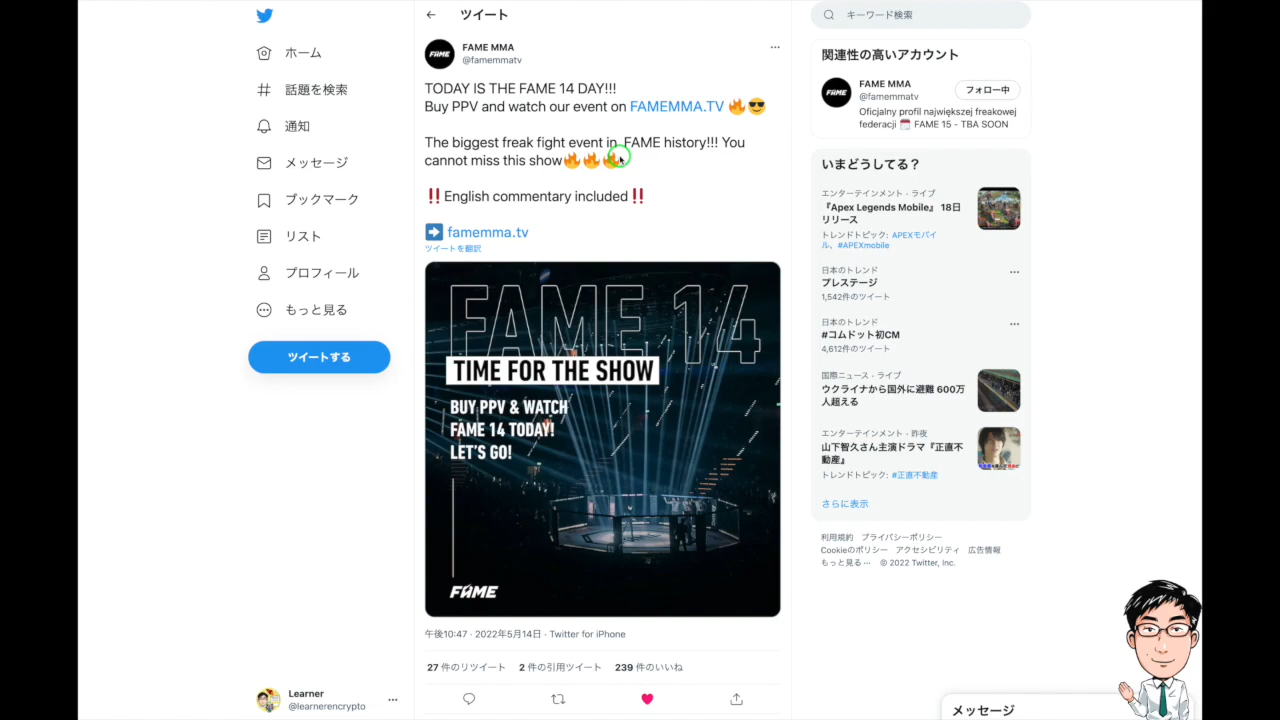 ツイート
ホーム
話題を検索
通知
メッセージ
ブックマーク
リスト
プロフィール
もっと見る
ツイートする
Learner
@learnerencrypto
FAME
FAME MMA
@famemmatv
TODAY IS THE FAME 14 DAY!!!
Buy PPV and watch our event on FAMEMMA.TV 🔥😎
The biggest freak fight event in FAME history!!! You
cannot miss this show🔥🔥🔥
‼️English commentary included‼️
➡️ famemma.tv
ツイートを翻訳
FAME 14
TIME FOR THE SHOW
BUY PPV & WATCH
FAME 14 TODAY!
LET'S GO!
FAME
午後10:47 · 2022年5月14日 · Twitter for iPhone
27 件のリツイート 2 件の引用ツイート 239 件のいいね
キーワード検索
関連性の高いアカウント
FAME
FAME MMA
@famemmatv
フォロー中
Oficjalny profil największej freakowej
federacji 🗓️ FAME 15 - TBA SOON
いまどうしてる？
エンターテインメント · ライブ
『Apex Legends Mobile』 18日
リリース
トレンドトピック: APEXモバイ
ル、#APEXmobile
日本のトレンド
プレステージ
1,542件のツイート
日本のトレンド
#コムドット初CM
4,612件のツイート
国際ニュース · ライブ
ウクライナから国外に避難 600万
人超える
エンターテインメント · 昨夜
山下智久さん主演ドラマ『正直不
動産』
トレンドトピック: #正直不動産
さらに表示
利用規約 プライバシーポリシー
Cookieのポリシー アクセシビリティ 広告情報
もっと見る ··· © 2022 Twitter, Inc.
メッセージ